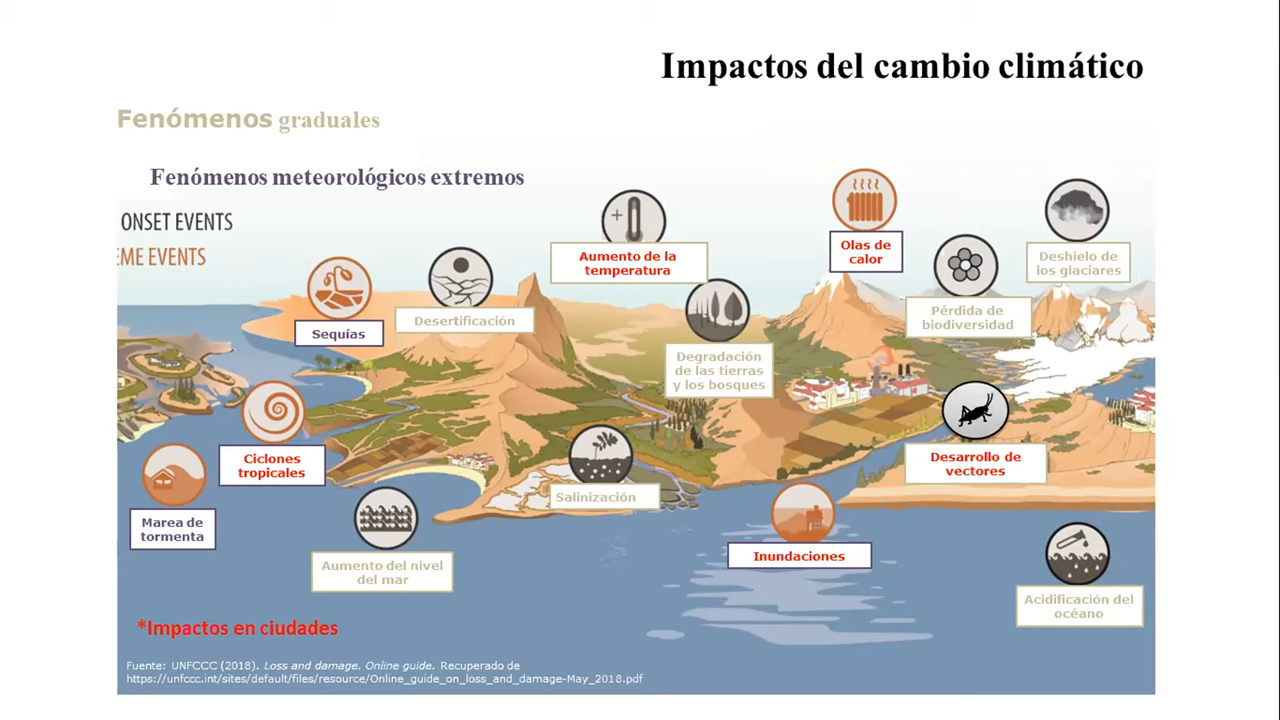 Impactos del cambio climático
Fenómenos graduales
Fenómenos meteorológicos extremos
ONSET EVENTS
EME EVENTS
Sequías
Desertificación
Aumento de la
temperatura
Olas de
calor
Deshielo de
los glaciares
Pérdida de
biodiversidad
Degradación
de las tierras
y los bosques
Ciclones
tropicales
Marea de
tormenta
Aumento del nivel
del mar
Salinización
Desarrollo de
vectores
Inundaciones
Acidificación del
océano
*Impactos en ciudades
Fuente: UNFCCC (2018). Loss and damage. Online guide. Recuperado de
https://unfccc.int/sites/default/files/resource/Online_guide_on_loss_and_damage-May_2018.pdf